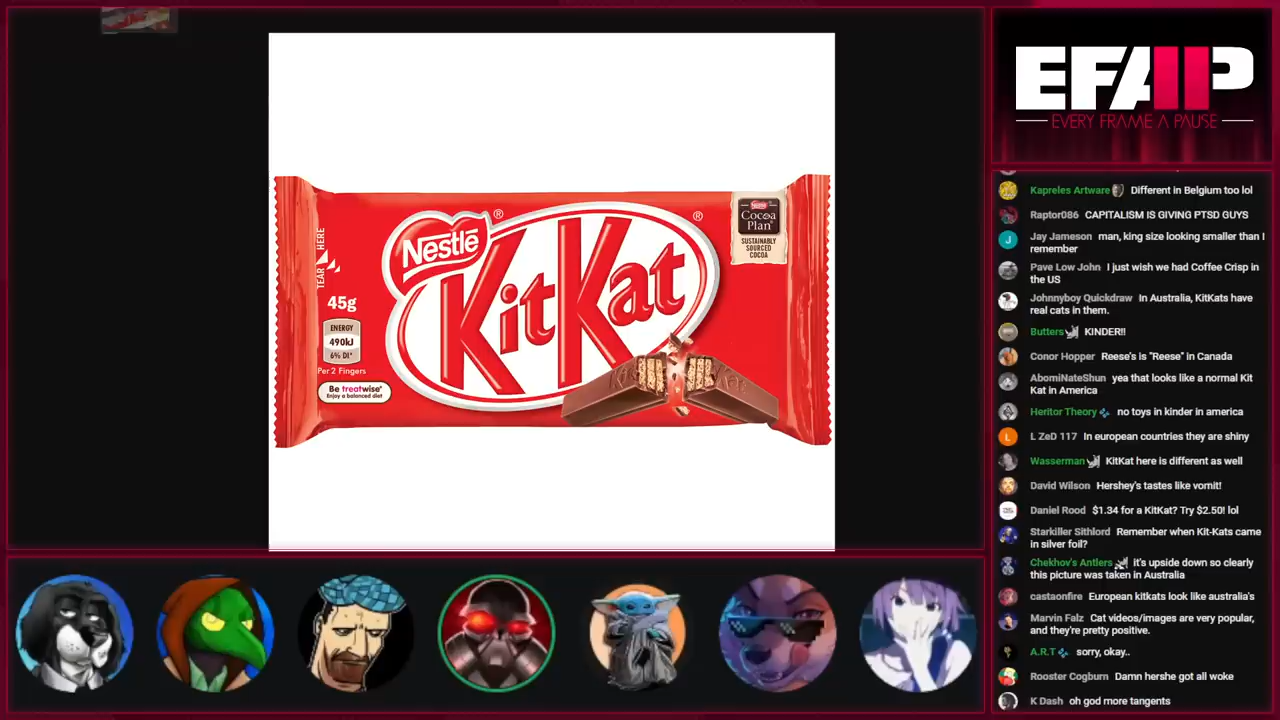 EFAP
EVERY FRAME A PAUSE
Nestlé
KitKat
®
®
Nestlé
Cocoa
Plan
SUSTAINABLY
SOURCED
COCOA
TEAR HERE
45g
ENERGY
490kJ
6% DI*
Per 2 Fingers
Be treatwise®
Enjoy a balanced diet
Kapreles Artware Different in Belgium too lol
Raptor086 CAPITALISM IS GIVING PTSD GUYS
Jay Jameson man, king size looking smaller than I
remember
Pave Low John I just wish we had Coffee Crisp in
the US
Johnnyboy Quickdraw In Australia, KitKats have
real cats in them.
Butters KINDER!!
Conor Hopper Reese's is "Reese" in Canada
AbomiNateShun yea that looks like a normal Kit
Kat in America
Heritor Theory no toys in kinder in america
L ZeD 117 In european countries they are shiny
Wasserman KitKat here is different as well
David Wilson Hershey's tastes like vomit!
Daniel Rood $1.34 for a KitKat? Try $2.50! lol
Starkiller Sithlord Remember when Kit-Kats came
in silver foil?
Chekhov's Antlers it's upside down so clearly
this picture was taken in Australia
castaonfire European kitkats look like australia's
Marvin Falz Cat videos/images are very popular,
and they're pretty positive.
A.R.T sorry, okay..
Rooster Cogburn Damn hershe got all woke
K Dash oh god more tangents